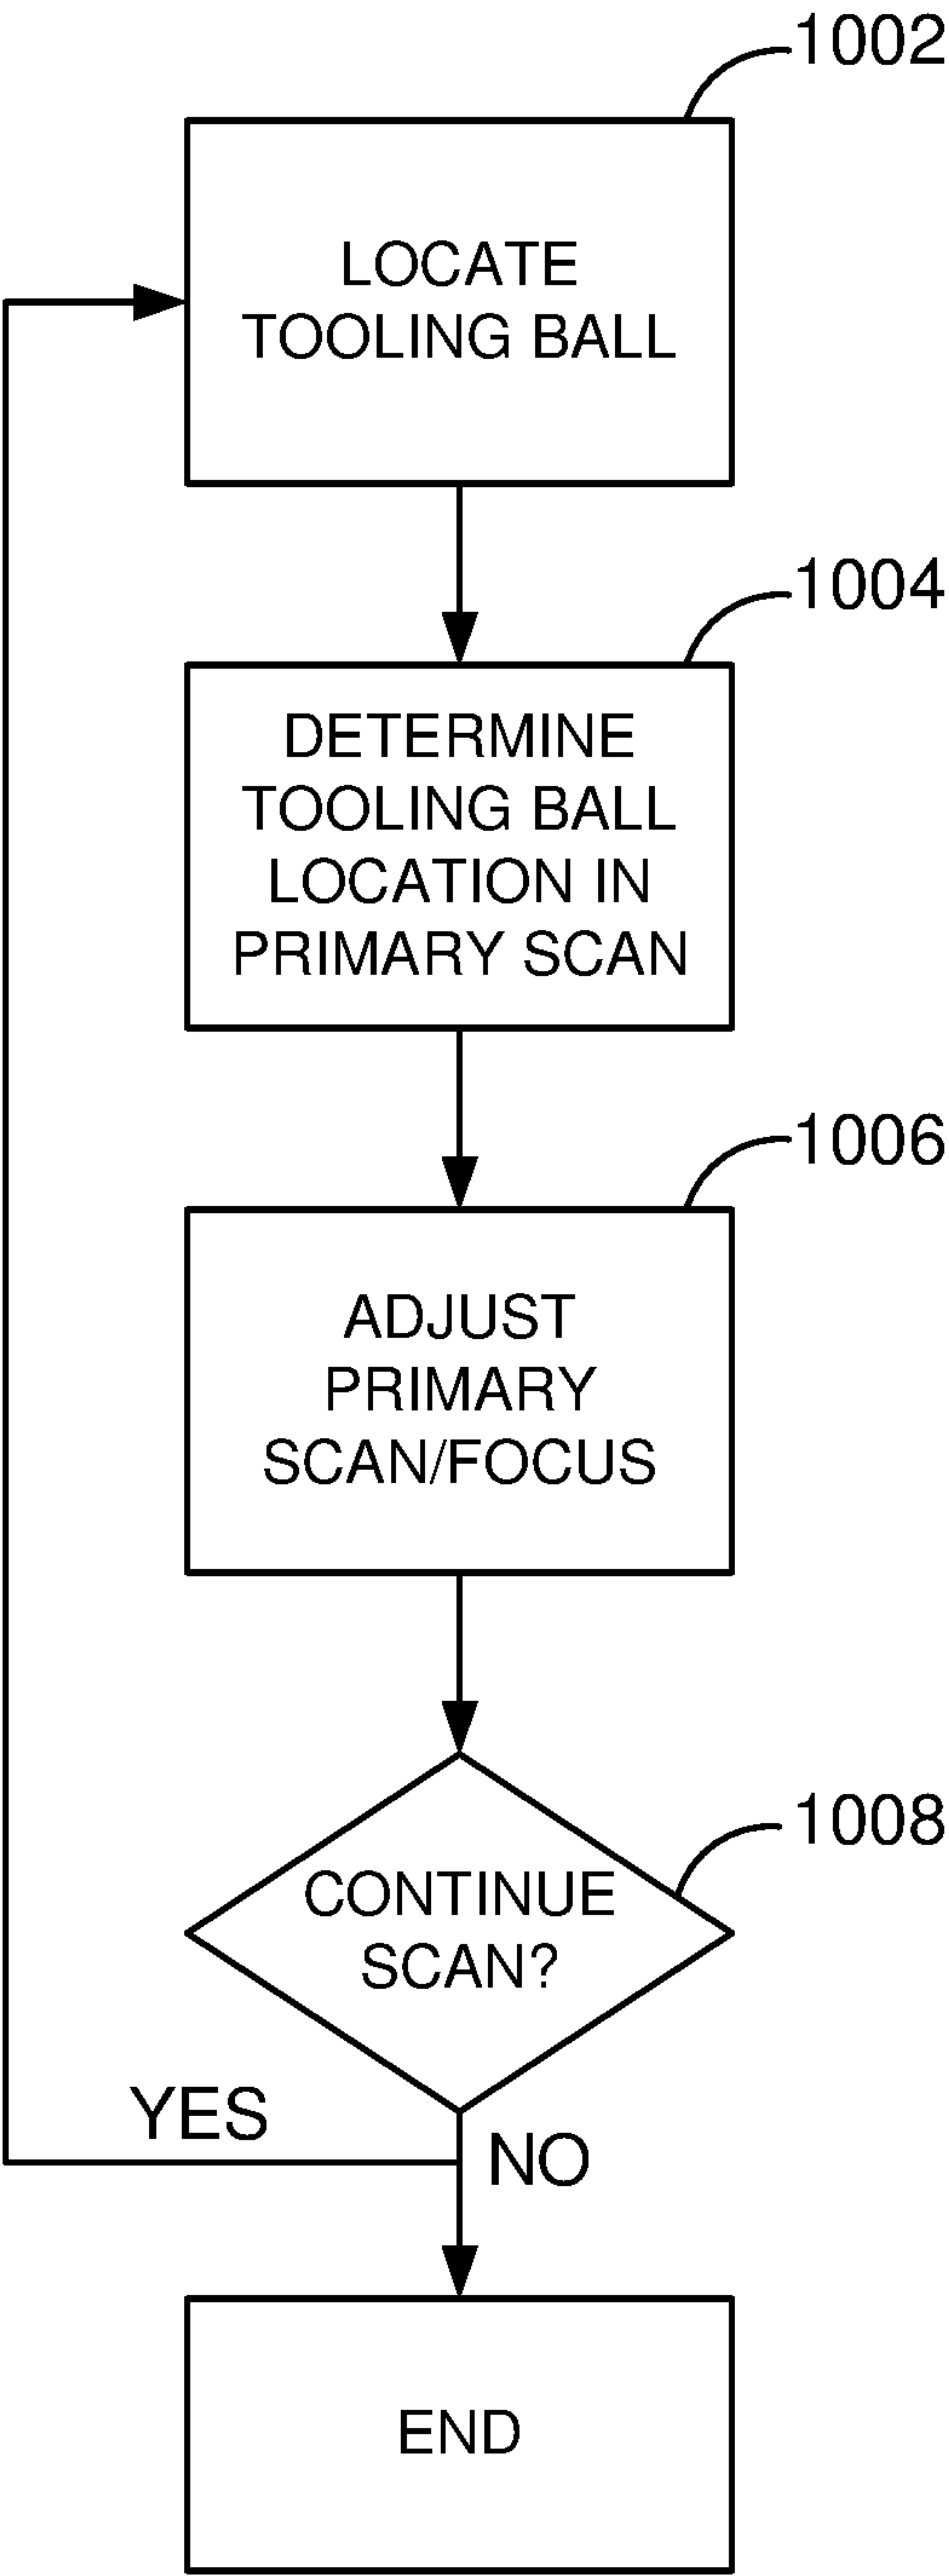 1002
LOCATE
TOOLING BALL
1004
DETERMINE
TOOLING BALL
LOCATION IN
PRIMARY SCAN
1006
ADJUST
PRIMARY
SCAN/FOCUS
1008
CONTINUE
SCAN?
YES
NO
END